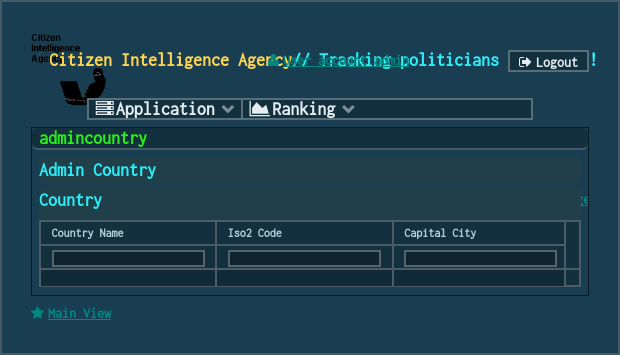 Citizen
Intelligence
Agency
Citizen Intelligence Agency// Tracking politicians !
Logout
Application
Ranking
admincountry
Admin Country
Country
Country Name
Iso2 Code
Capital City
Main View